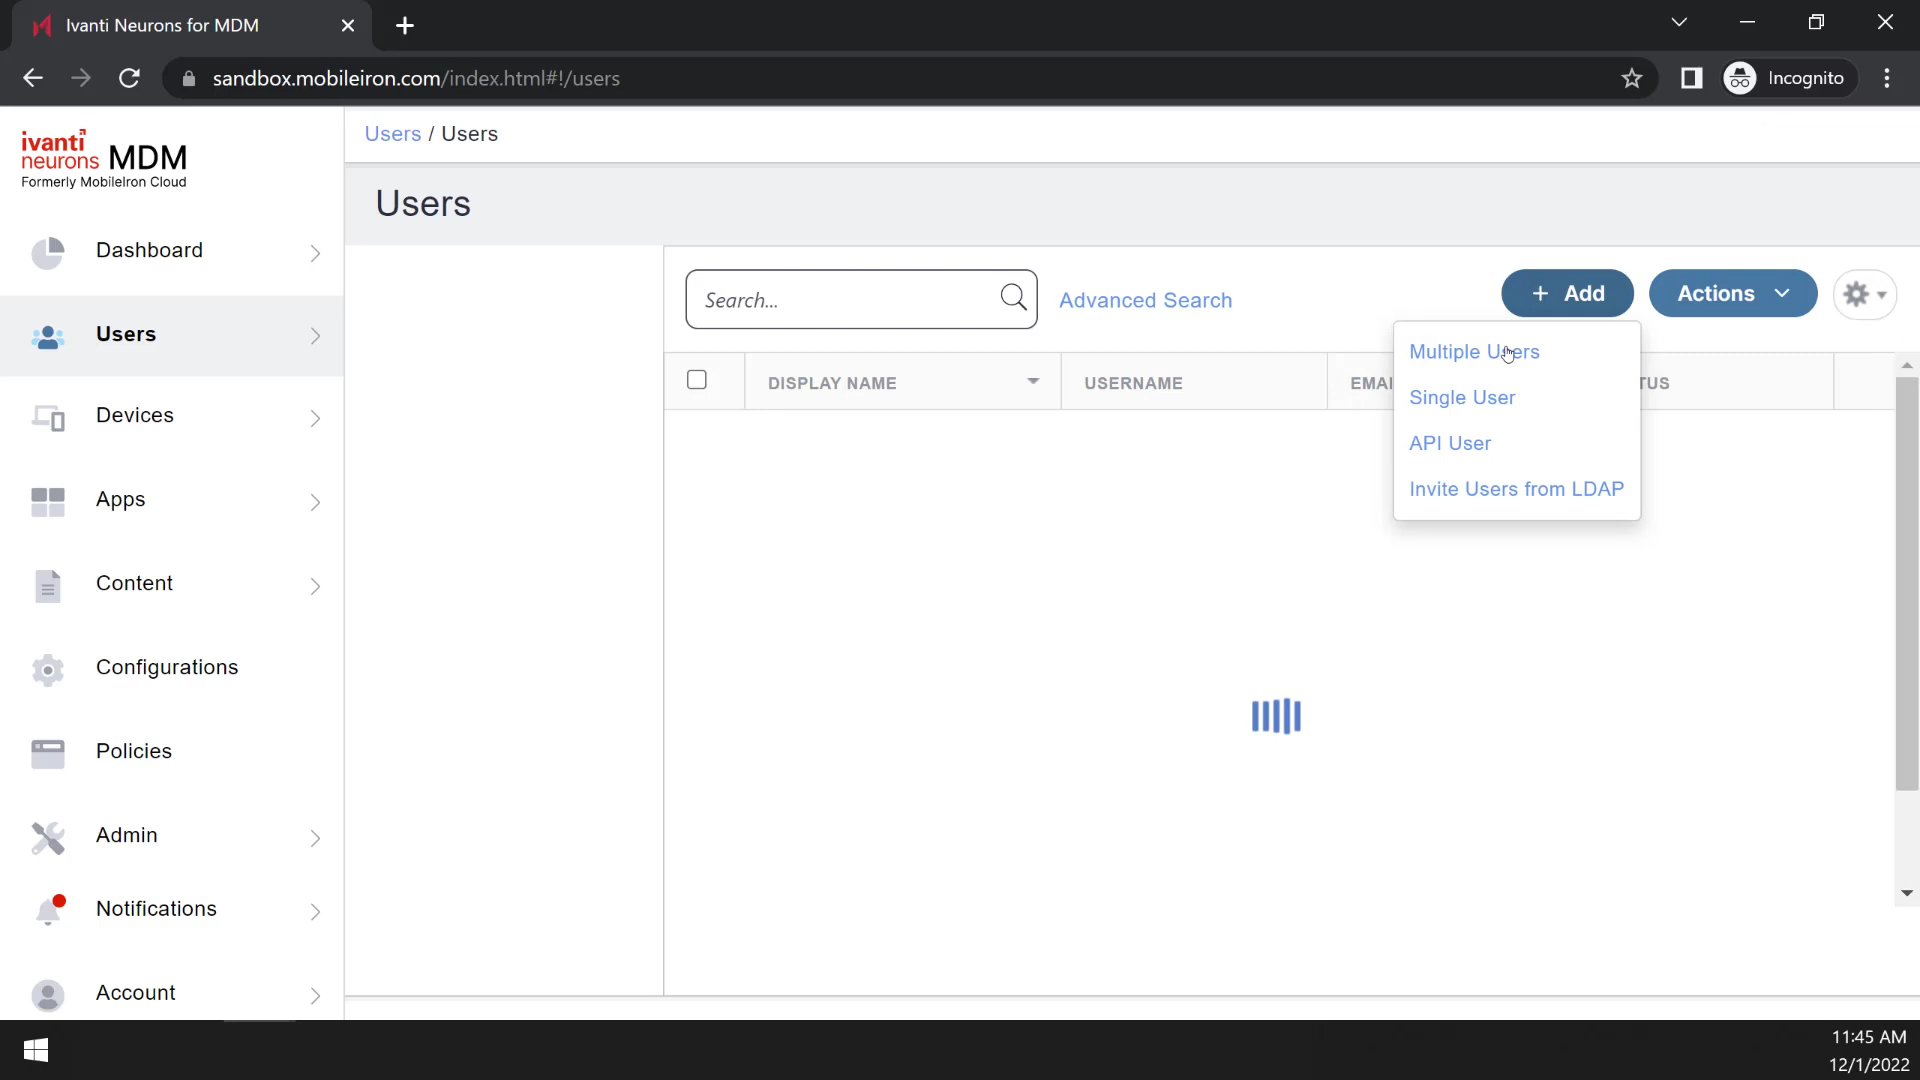 Ivanti Neurons for MDM
sandbox.mobileiron.com/index.html#!/users
Incognito
ivanti
neurons MDM
Formerly MobileIron Cloud
Users / Users
Users
Dashboard
Users
Devices
Apps
Content
Configurations
Policies
Admin
Notifications
Account
Search...
Advanced Search
+ Add
Actions
Multiple Users
Single User
API User
Invite Users from LDAP
DISPLAY NAME
USERNAME
11:45 AM
12/1/2022